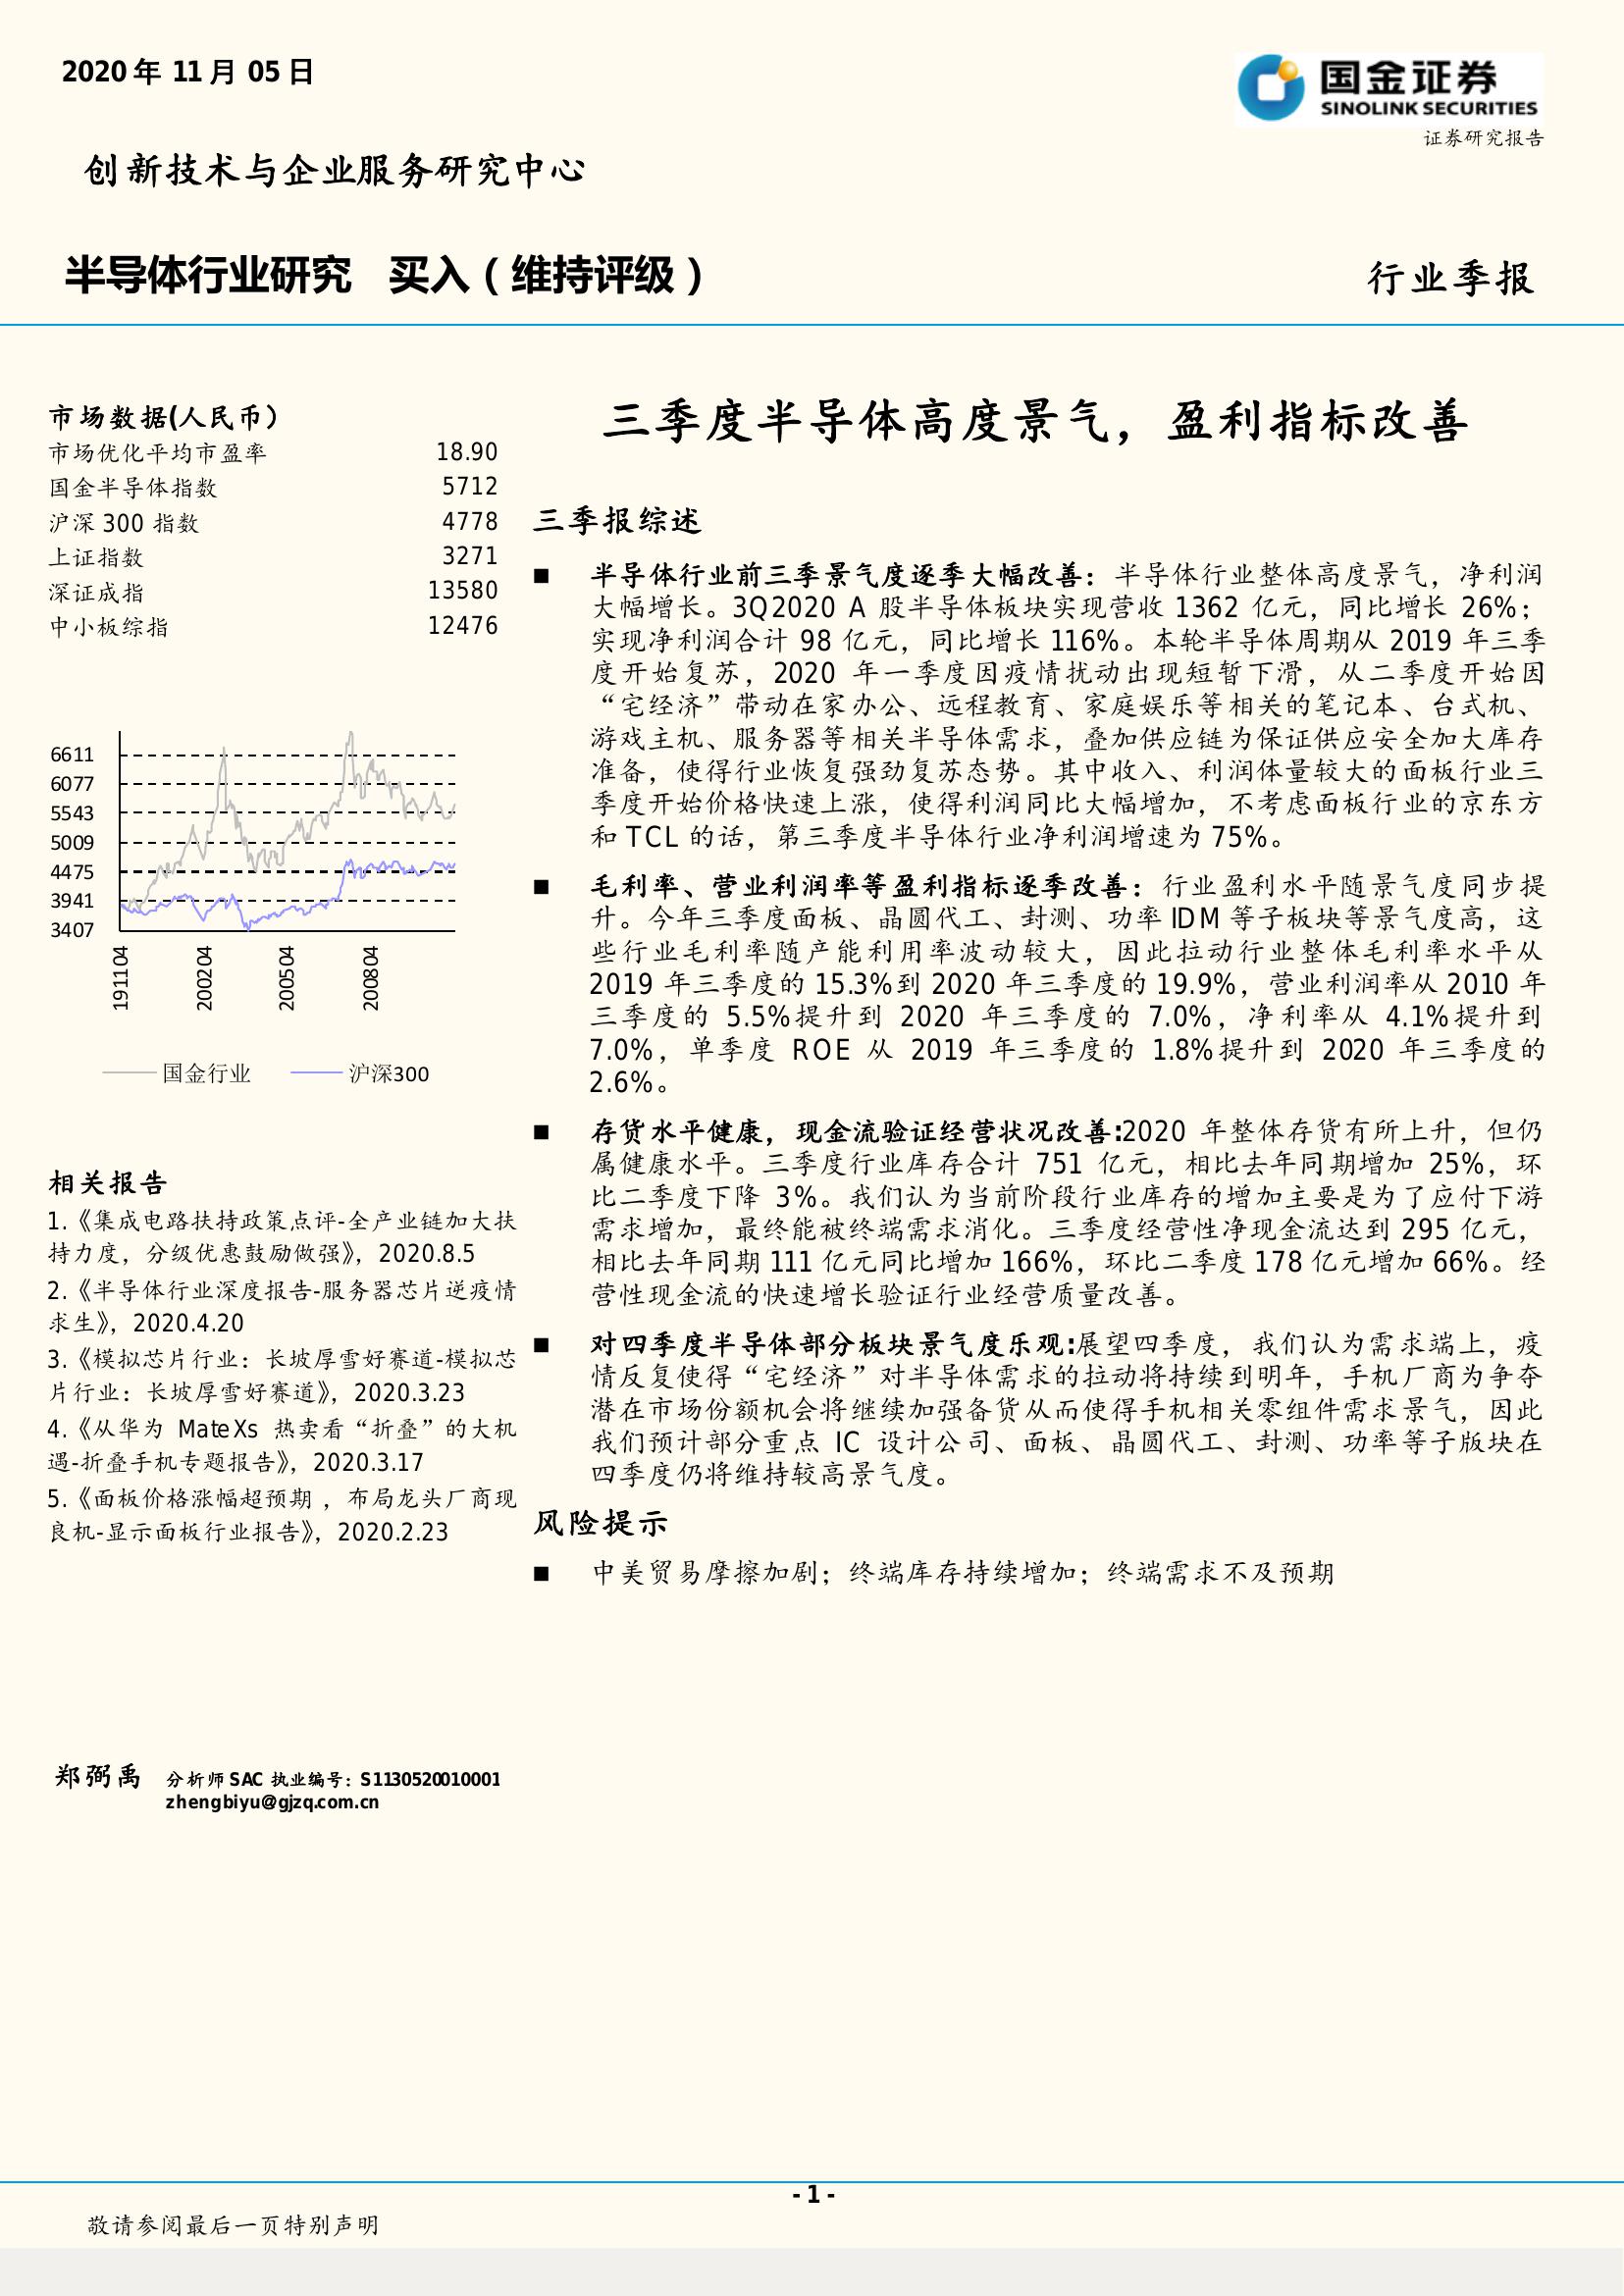 2020 年 11 月 05 日
国金证券
SINOLINK SECURITIES
证券研究报告
创新技术与企业服务研究中心
半导体行业研究 买入（维持评级）
行业季报
市场数据(人民币）
市场优化平均市盈率 18.90
国金半导体指数 5712
沪深 300 指数 4778
上证指数 3271
深证成指 13580
中小板综指 12476
6611
6077
5543
5009
4475
3941
3407
191104
200204
200504
200804
国金行业 沪深300
相关报告
1.《集成电路扶持政策点评-全产业链加大扶
持力度，分级优惠鼓励做强》，2020.8.5
2.《半导体行业深度报告-服务器芯片逆疫情
求生》，2020.4.20
3.《模拟芯片行业：长坡厚雪好赛道-模拟芯
片行业：长坡厚雪好赛道》，2020.3.23
4.《从华为 MateXs 热卖看“折叠”的大机
遇-折叠手机专题报告》，2020.3.17
5.《面板价格涨幅超预期 ，布局龙头厂商现
良机-显示面板行业报告》，2020.2.23
郑弼禹 分析师 SAC 执业编号：S1130520010001
zhengbiyu@gjzq.com.cn
三季度半导体高度景气，盈利指标改善
三季报综述
■ 半导体行业前三季景气度逐季大幅改善：半导体行业整体高度景气，净利润
大幅增长。3Q2020 A 股半导体板块实现营收 1362 亿元，同比增长 26%；
实现净利润合计 98 亿元，同比增长 116%。本轮半导体周期从 2019 年三季
度开始复苏，2020 年一季度因疫情扰动出现短暂下滑，从二季度开始因
“宅经济”带动在家办公、远程教育、家庭娱乐等相关的笔记本、台式机、
游戏主机、服务器等相关半导体需求，叠加供应链为保证供应安全加大库存
准备，使得行业恢复强劲复苏态势。其中收入、利润体量较大的面板行业三
季度开始价格快速上涨，使得利润同比大幅增加，不考虑面板行业的京东方
和 TCL 的话，第三季度半导体行业净利润增速为 75%。
■ 毛利率、营业利润率等盈利指标逐季改善：行业盈利水平随景气度同步提
升。今年三季度面板、晶圆代工、封测、功率 IDM 等子板块等景气度高，这
些行业毛利率随产能利用率波动较大，因此拉动行业整体毛利率水平从
2019 年三季度的 15.3%到 2020 年三季度的 19.9%，营业利润率从 2010 年
三季度的 5.5%提升到 2020 年三季度的 7.0%，净利率从 4.1%提升到
7.0%，单季度 ROE 从 2019 年三季度的 1.8%提升到 2020 年三季度的
2.6%。
■ 存货水平健康，现金流验证经营状况改善:2020 年整体存货有所上升，但仍
属健康水平。三季度行业库存合计 751 亿元，相比去年同期增加 25%，环
比二季度下降 3%。我们认为当前阶段行业库存的增加主要是为了应付下游
需求增加，最终能被终端需求消化。三季度经营性净现金流达到 295 亿元，
相比去年同期 111 亿元同比增加 166%，环比二季度 178 亿元增加 66%。经
营性现金流的快速增长验证行业经营质量改善。
■ 对四季度半导体部分板块景气度乐观:展望四季度，我们认为需求端上，疫
情反复使得“宅经济”对半导体需求的拉动将持续到明年，手机厂商为争夺
潜在市场份额机会将继续加强备货从而使得手机相关零组件需求景气，因此
我们预计部分重点 IC 设计公司、面板、晶圆代工、封测、功率等子版块在
四季度仍将维持较高景气度。
风险提示
■ 中美贸易摩擦加剧；终端库存持续增加；终端需求不及预期
- 1 -
敬请参阅最后一页特别声明